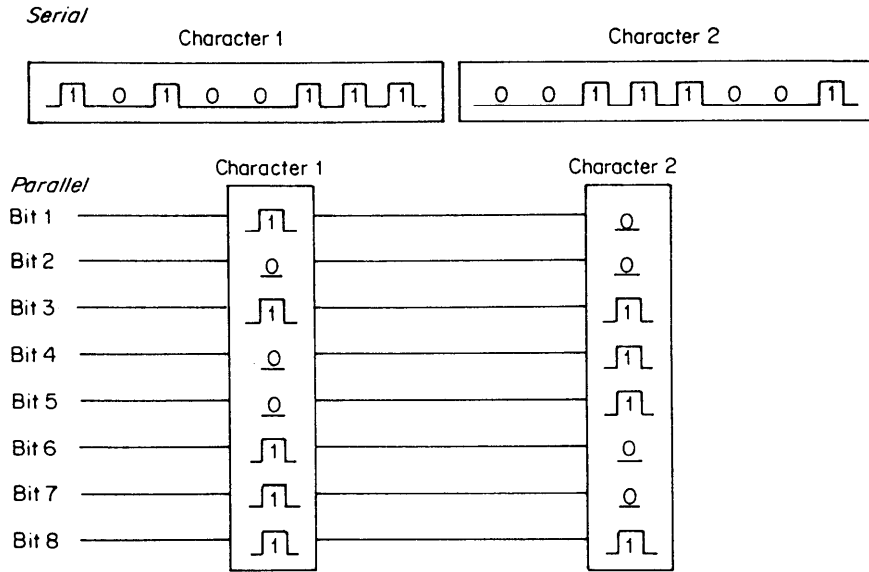 Serial
Character 1 Character 2
1 0 1 0 0 1 1 1 0 0 1 1 1 0 0 1
Character 1 Character 2
Parallel
Bit 1 1 0
Bit 2 0 0
Bit 3 1 1
Bit 4 0 1
Bit 5 0 1
Bit 6 1 0
Bit 7 1 0
Bit 8 1 1